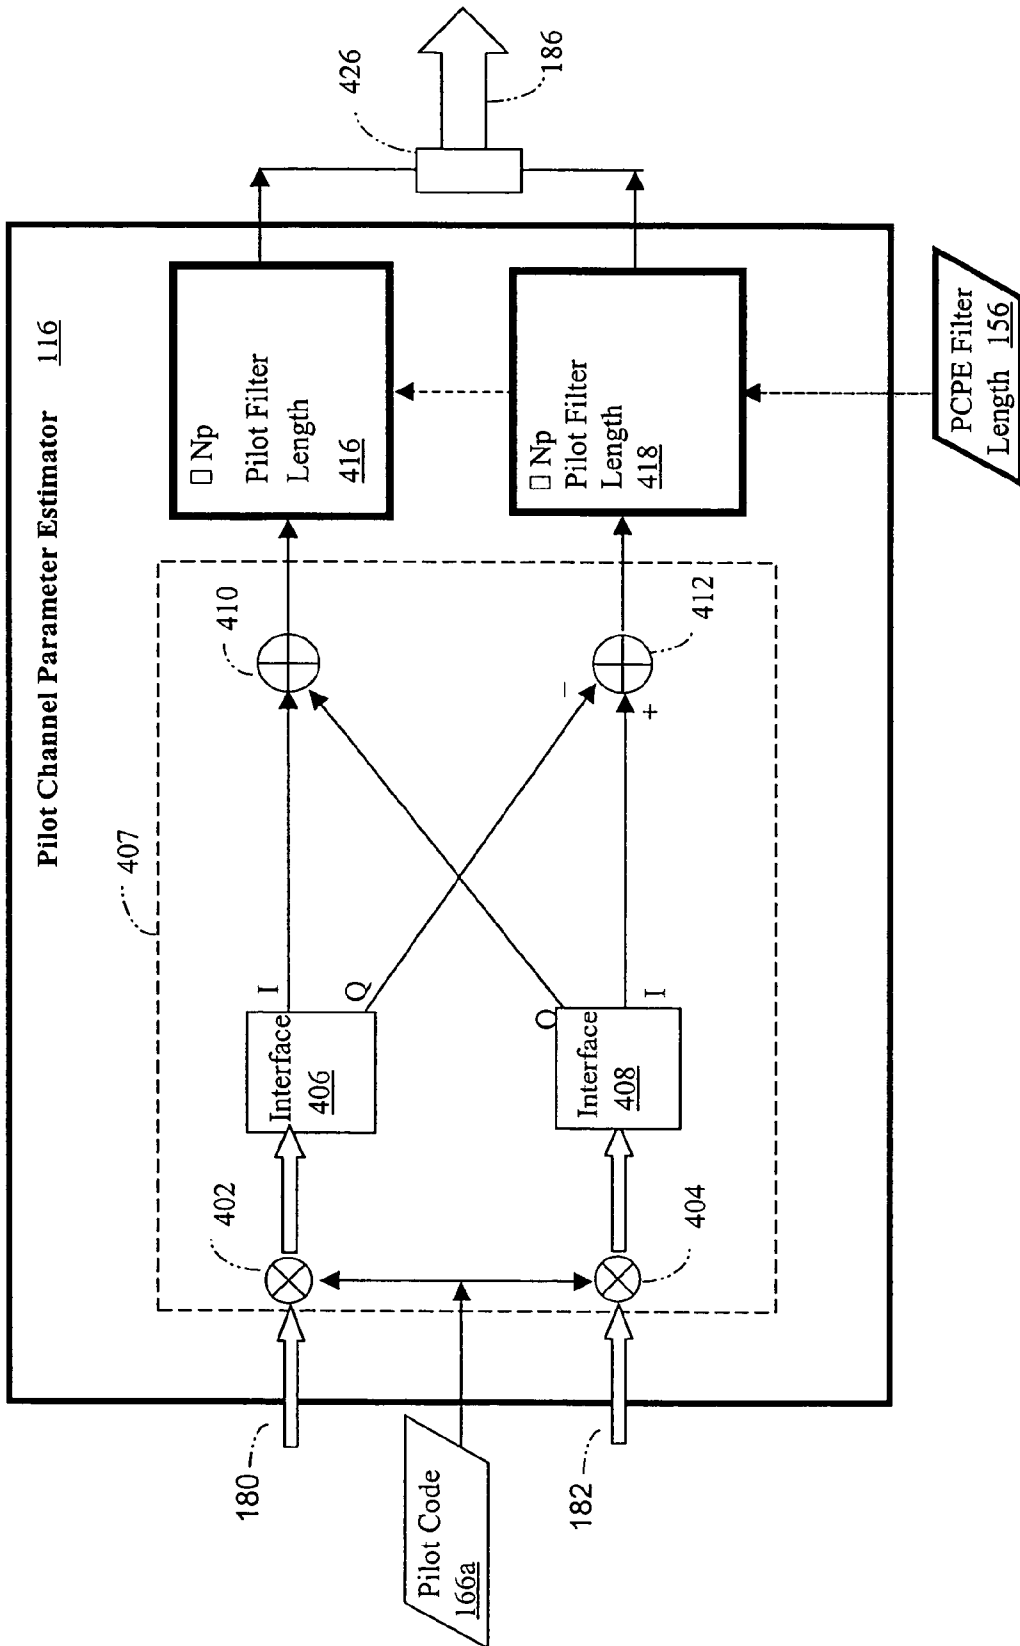 Pilot Channel Parameter Estimator 116
407
180
402
Interface
406
I
Q
410
□ Np
Pilot Filter
Length
416
426
186
Pilot Code
166a
182
404
Interface
408
Q
I
−
+
412
□ Np
Pilot Filter
Length
418
PCPE Filter
Length 156